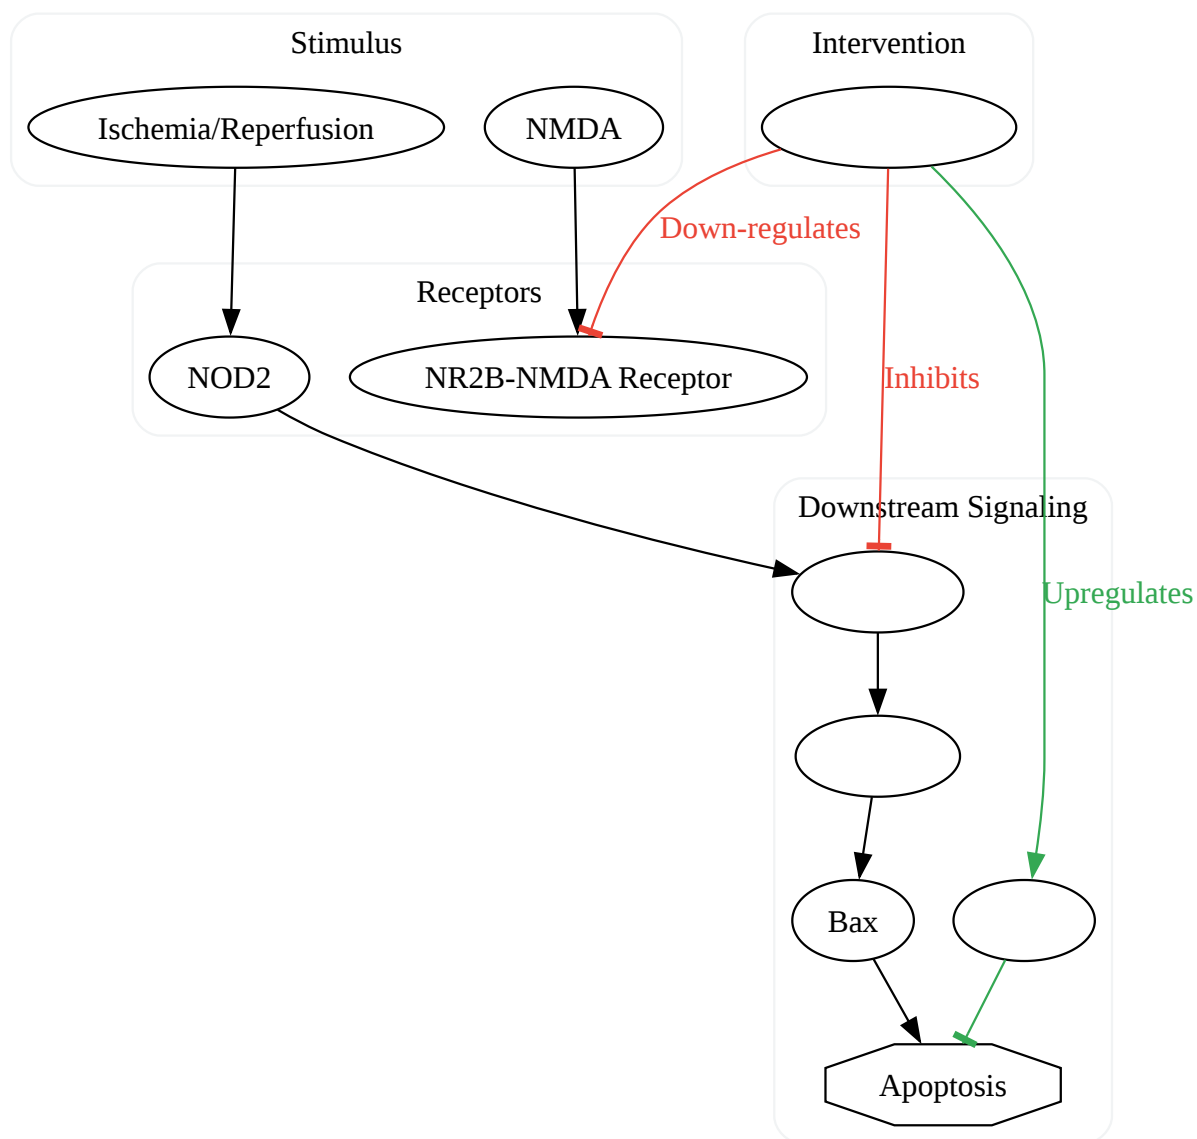 Stimulus
Intervention
Ischemia/Reperfusion
NMDA
Down-regulates
Receptors
NOD2
NR2B-NMDA Receptor
Inhibits
Downstream Signaling
Upregulates
Bax
Apoptosis